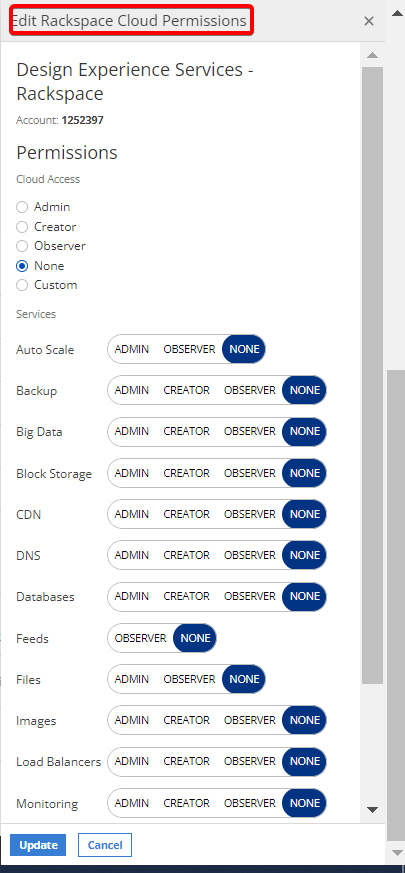 Edit Rackspace Cloud Permissions ×
Design Experience Services -
Rackspace
Account: 1252397
Permissions
Cloud Access
Admin
Creator
Observer
None
Custom
Services
Auto Scale ADMIN OBSERVER NONE
Backup ADMIN CREATOR OBSERVER NONE
Big Data ADMIN CREATOR OBSERVER NONE
Block Storage ADMIN CREATOR OBSERVER NONE
CDN ADMIN CREATOR OBSERVER NONE
DNS ADMIN CREATOR OBSERVER NONE
Databases ADMIN CREATOR OBSERVER NONE
Feeds OBSERVER NONE
Files ADMIN OBSERVER NONE
Images ADMIN CREATOR OBSERVER NONE
Load Balancers ADMIN CREATOR OBSERVER NONE
Monitoring ADMIN CREATOR OBSERVER NONE
Update Cancel